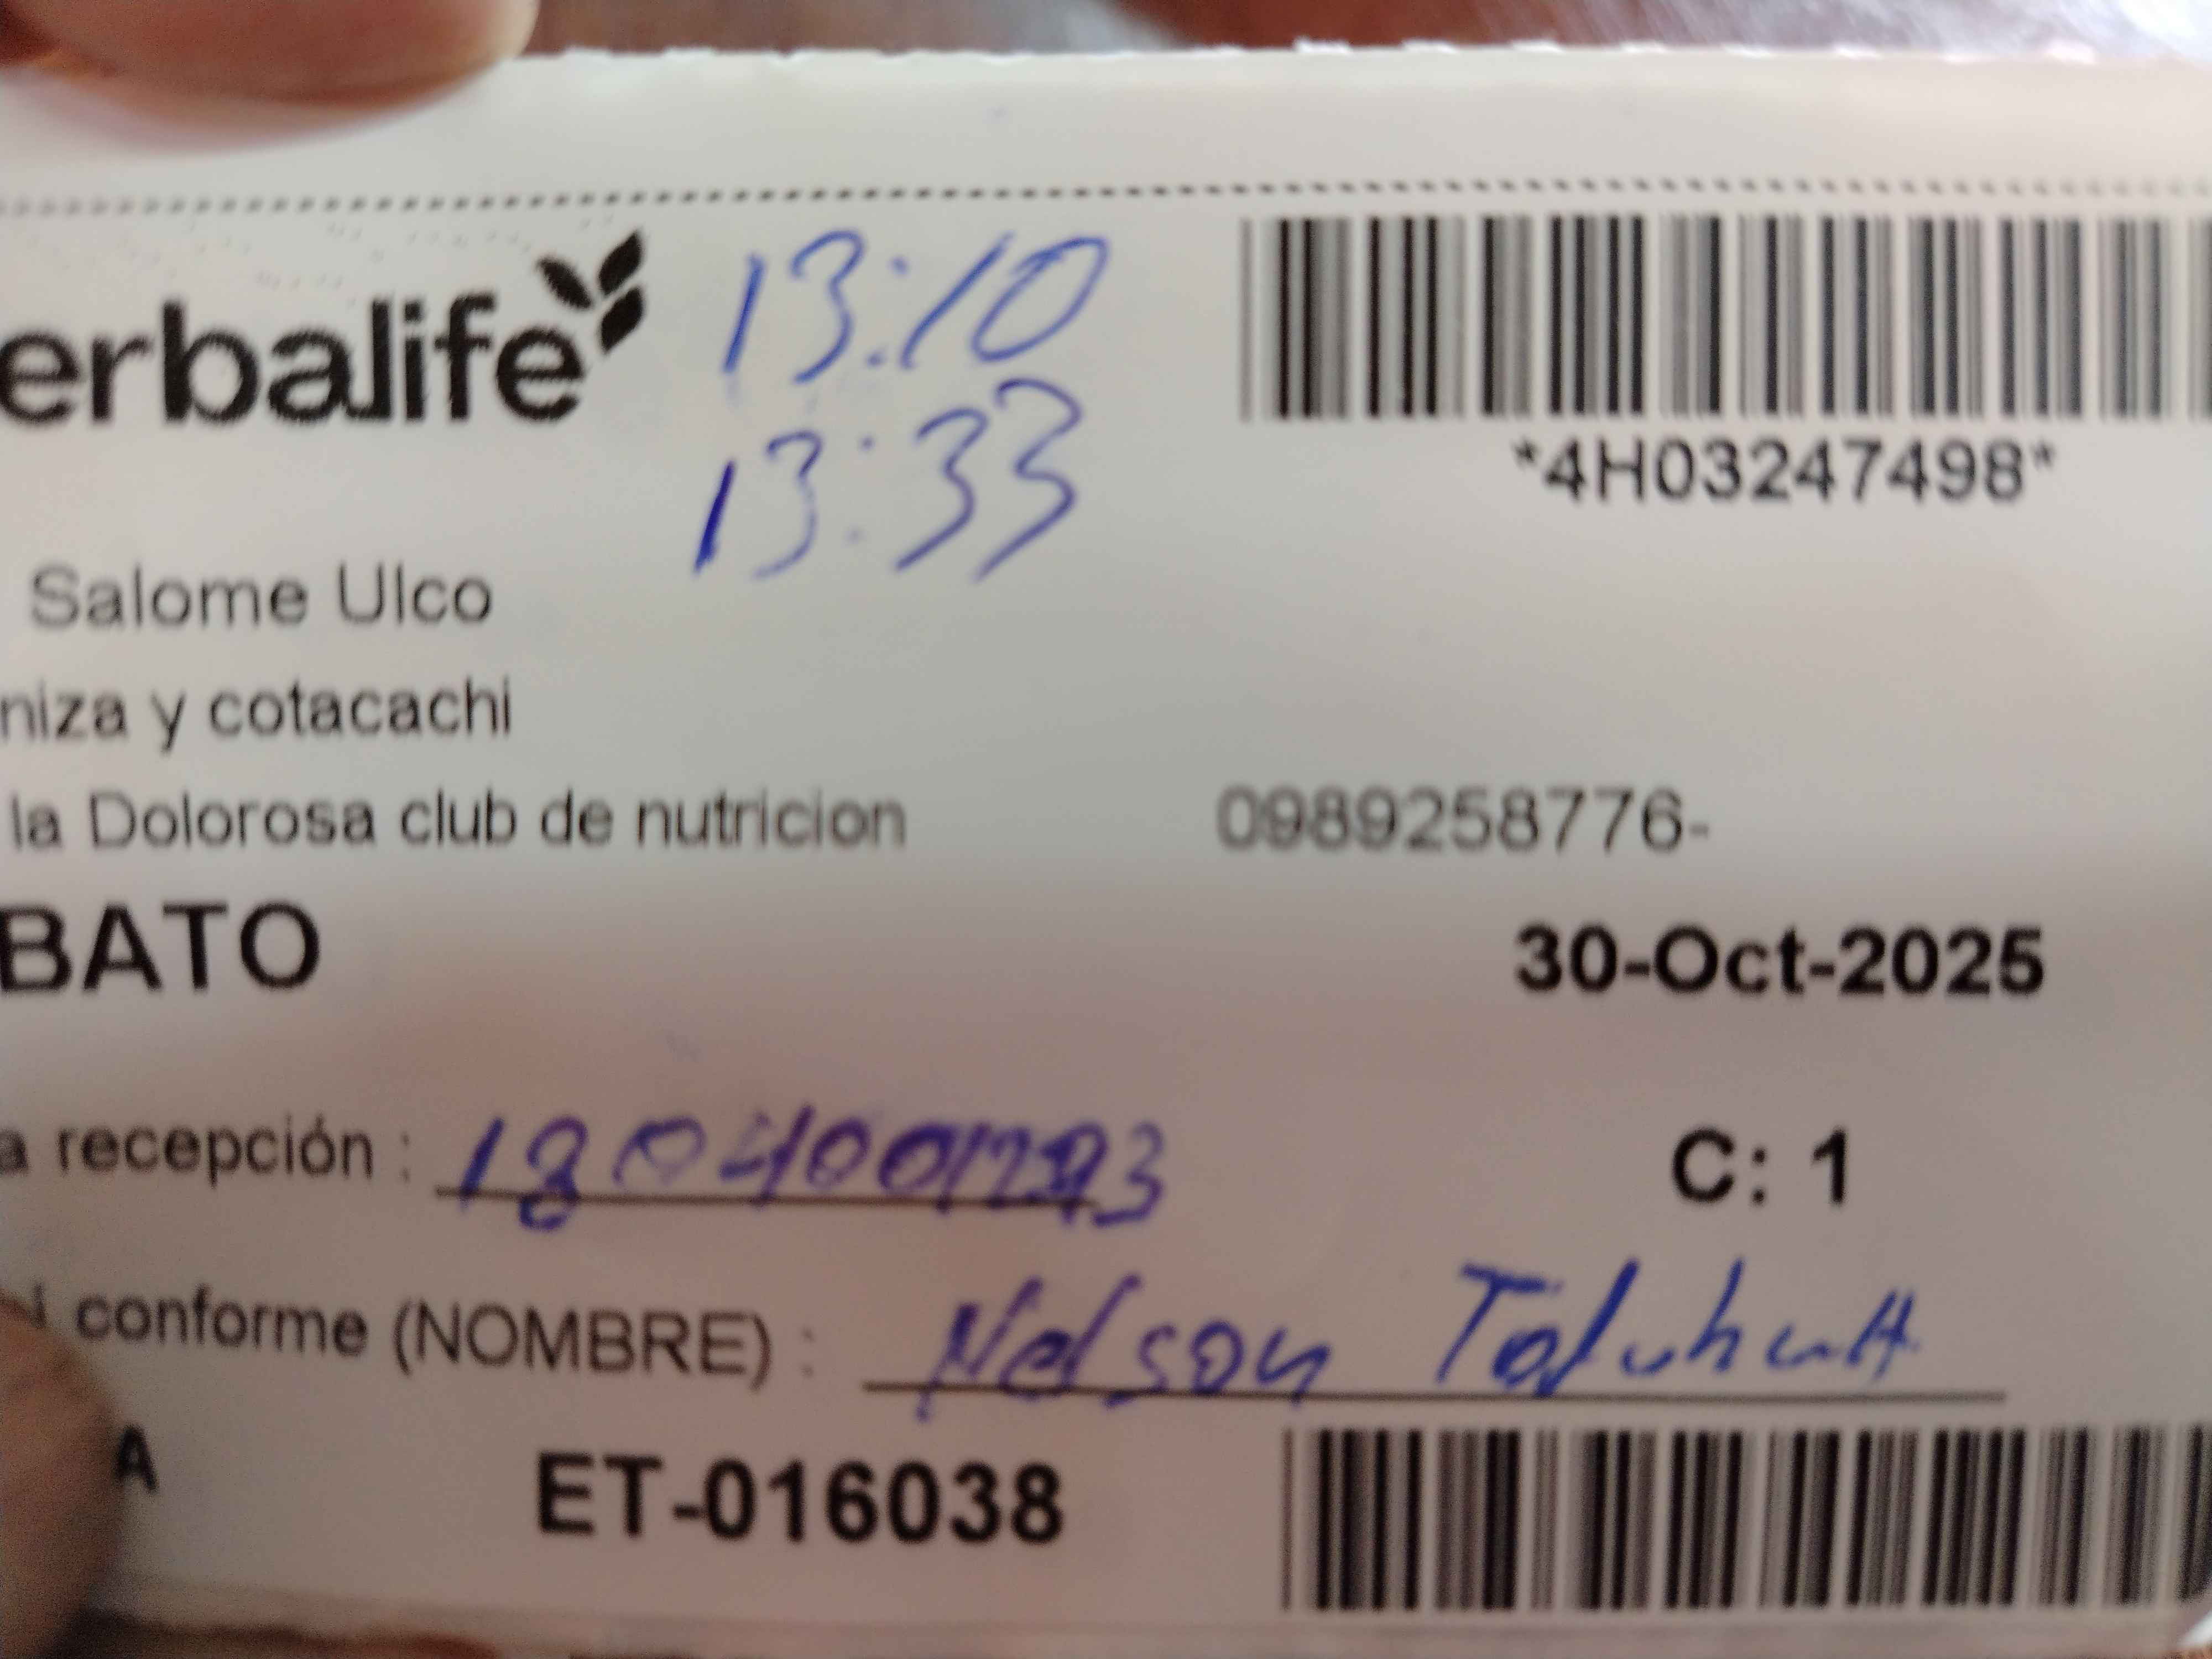 erbalife
13:10
13:33
*4H03247498*
Salome Ulco
niza y cotacachi
la Dolorosa club de nutricion 0989258776-
BATO 30-Oct-2025
a recepción : C: 1
conforme (NOMBRE) : Nelson
A ET-016038